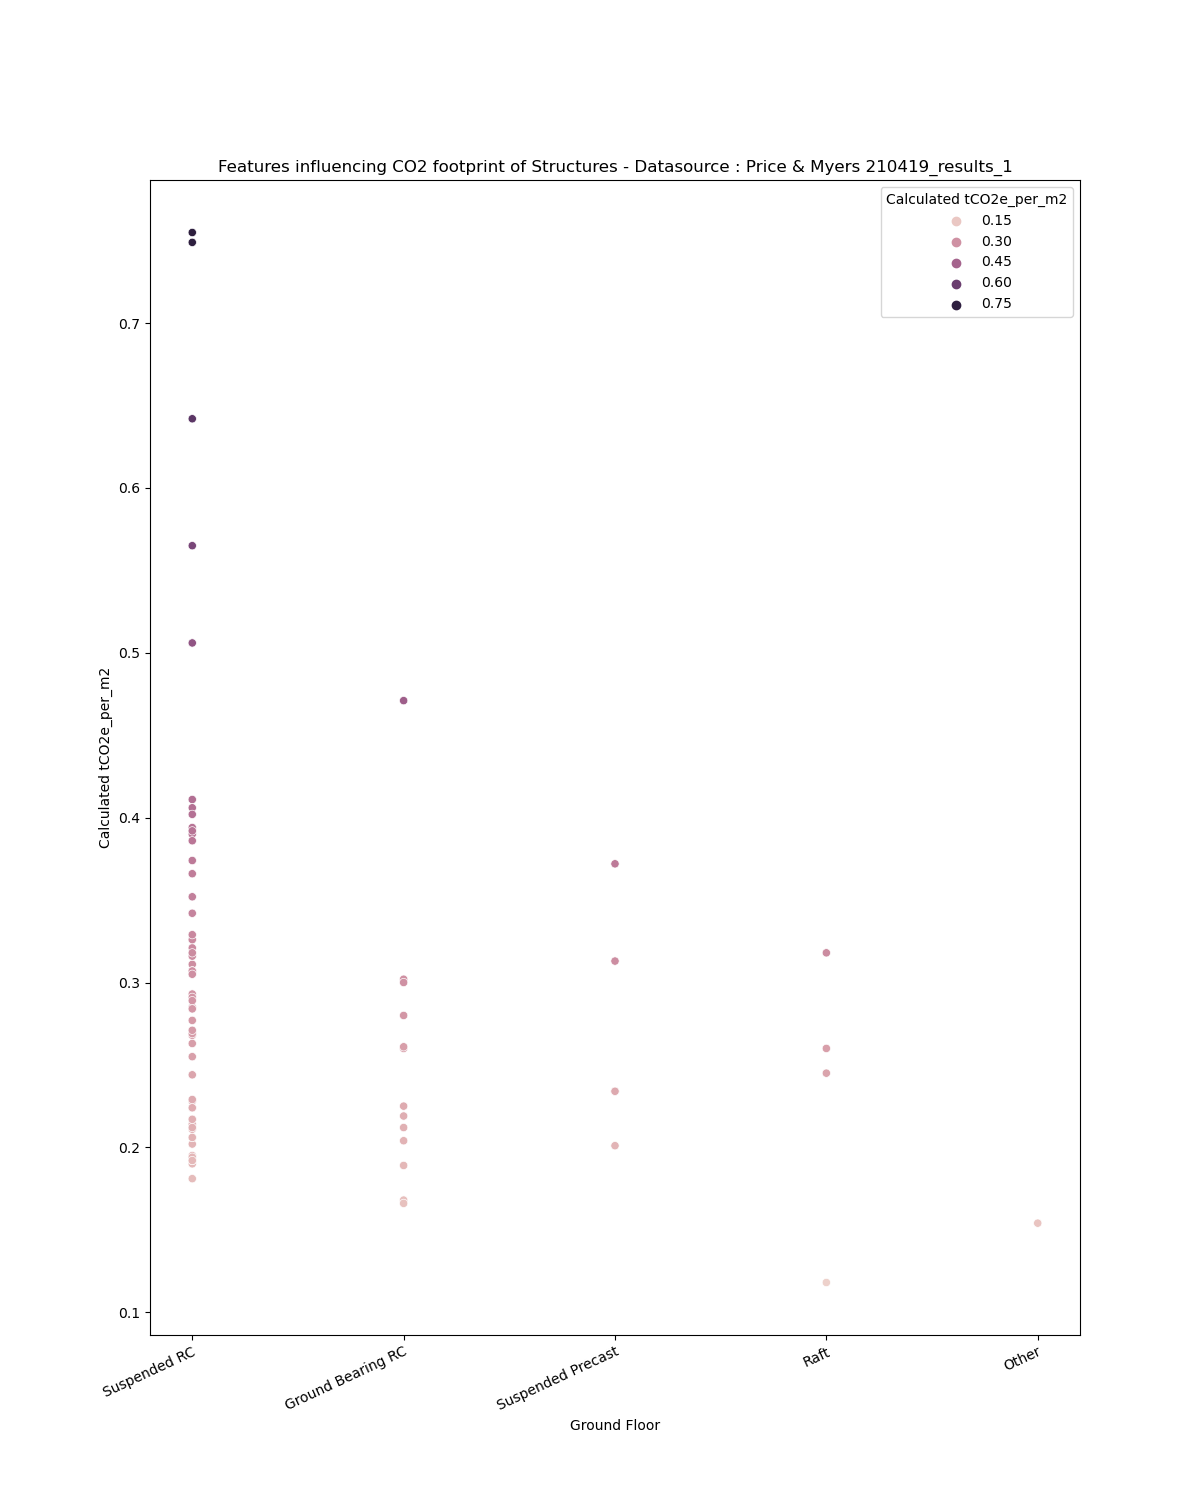 Features influencing CO2 footprint of Structures - Datasource : Price & Myers 210419_results_1
Calculated tCO2e_per_m2
0.15
0.30
0.45
0.60
0.75
0.7
0.6
0.5
0.4
0.3
0.2
0.1
Calculated tCO2e_per_m2
Suspended RC
Ground Bearing RC
Suspended Precast
Raft
Other
Ground Floor